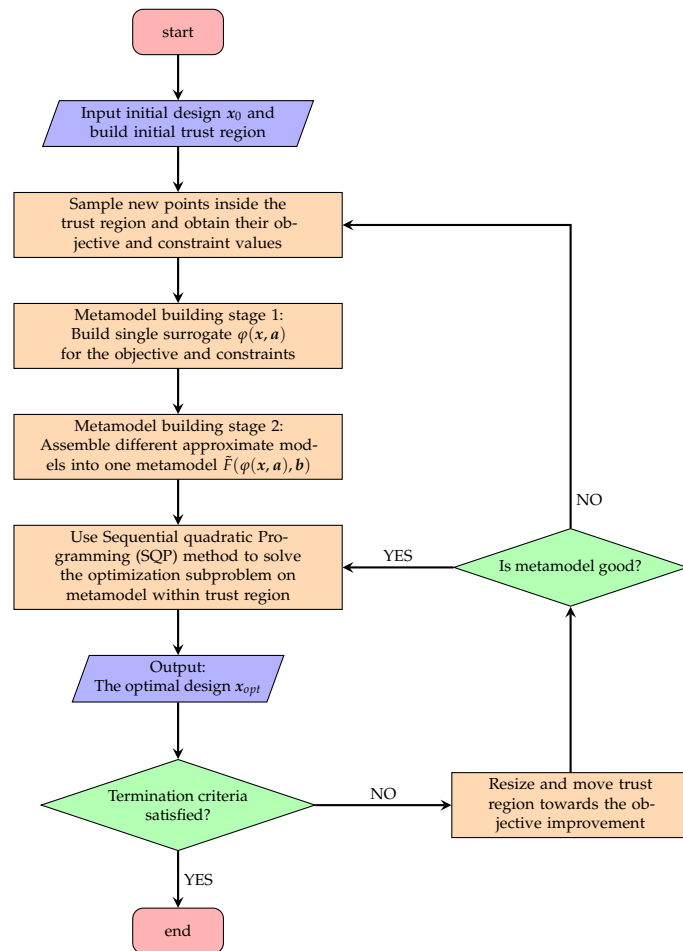 start
Input initial design x₀ and
build initial trust region
Sample new points inside the
trust region and obtain their ob-
jective and constraint values
Metamodel building stage 1:
Build single surrogate φ(x, a)
for the objective and constraints
Metamodel building stage 2:
Assemble different approximate mod-
els into one metamodel F̃(φ(x, a), b)
NO
Use Sequential quadratic Pro-
gramming (SQP) method to solve
the optimization subproblem on
metamodel within trust region
YES
Is metamodel good?
Output:
The optimal design x_opt
Termination criteria
satisfied?
NO
Resize and move trust
region towards the ob-
jective improvement
YES
end